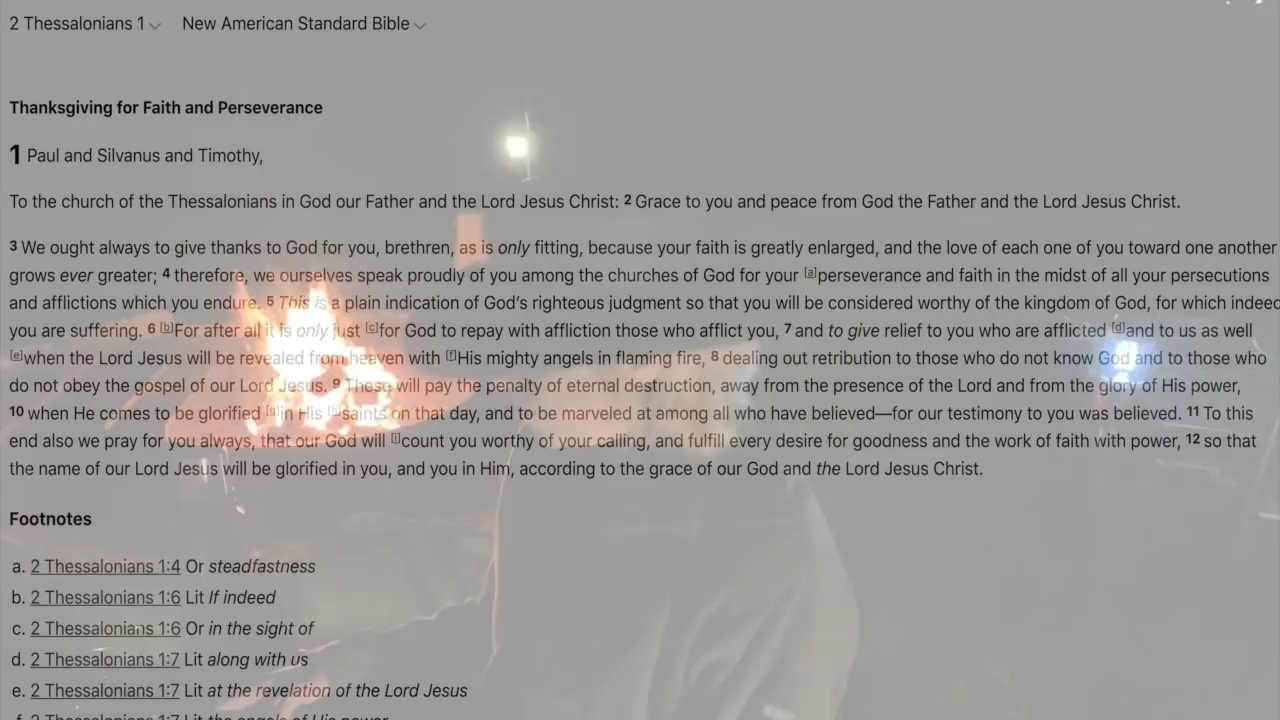 2 Thessalonians 1 New American Standard Bible
Thanksgiving for Faith and Perseverance
1 Paul and Silvanus and Timothy,
To the church of the Thessalonians in God our Father and the Lord Jesus Christ: 2 Grace to you and peace from God the Father and the Lord Jesus Christ.
3 We ought always to give thanks to God for you, brethren, as is only fitting, because your faith is greatly enlarged, and the love of each one of you toward one another
grows ever greater; 4 therefore, we ourselves speak proudly of you among the churches of God for your [a]perseverance and faith in the midst of all your persecutions
and afflictions which you endure. 5 This is a plain indication of God’s righteous judgment so that you will be considered worthy of the kingdom of God, for which indeed
you are suffering. 6 [b]For after all it is only just [c]for God to repay with affliction those who afflict you, 7 and to give relief to you who are afflicted [d]and to us as well
[e]when the Lord Jesus will be revealed from heaven with [f]His mighty angels in flaming fire, 8 dealing out retribution to those who do not know God and to those who
do not obey the gospel of our Lord Jesus. 9 These will pay the penalty of eternal destruction, away from the presence of the Lord and from the glory of His power,
10 when He comes to be glorified [g]in His [h]saints on that day, and to be marveled at among all who have believed—for our testimony to you was believed. 11 To this
end also we pray for you always, that our God will [i]count you worthy of your calling, and fulfill every desire for goodness and the work of faith with power, 12 so that
the name of our Lord Jesus will be glorified in you, and you in Him, according to the grace of our God and the Lord Jesus Christ.
Footnotes
a. 2 Thessalonians 1:4 Or steadfastness
b. 2 Thessalonians 1:6 Lit If indeed
c. 2 Thessalonians 1:6 Or in the sight of
d. 2 Thessalonians 1:7 Lit along with us
e. 2 Thessalonians 1:7 Lit at the revelation of the Lord Jesus
f. 2 Thessalonians 1:7 Lit the angels of His power